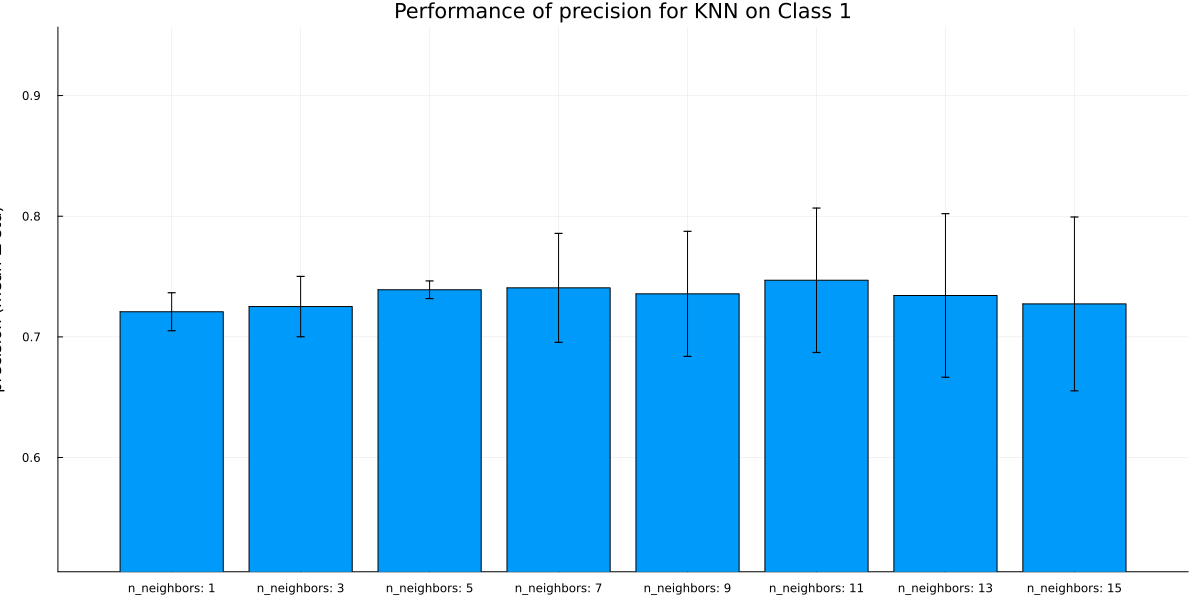 Performance of precision for KNN on Class 1
0.9
0.8
0.7
0.6
n_neighbors: 1
n_neighbors: 3
n_neighbors: 5
n_neighbors: 7
n_neighbors: 9
n_neighbors: 11
n_neighbors: 13
n_neighbors: 15